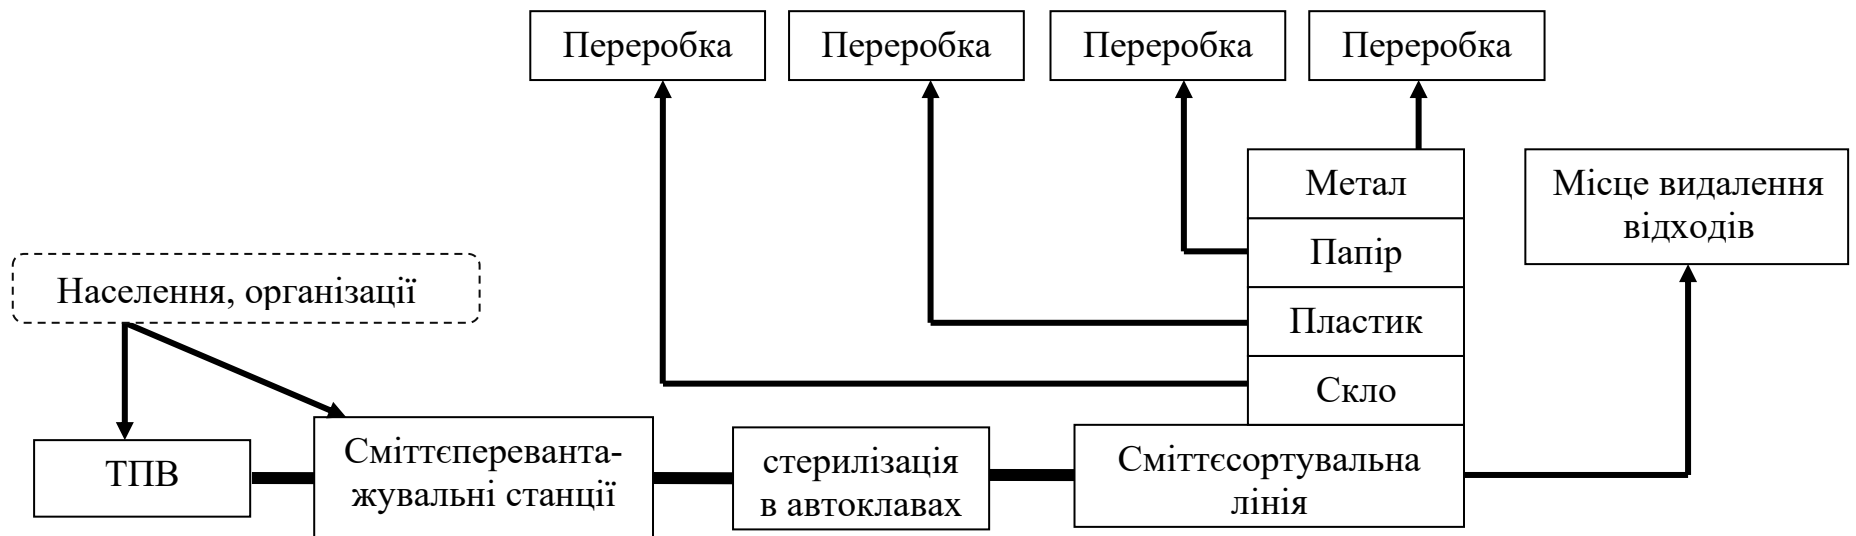 Переробка
Переробка
Переробка
Переробка
Метал
Папір
Пластик
Скло
Місце видалення
відходів
Населення, організації
ТПВ
Сміттєперевanта-
жувальні станції
стерилізація
в автоклавах
Сміттєсортувальна
лінія